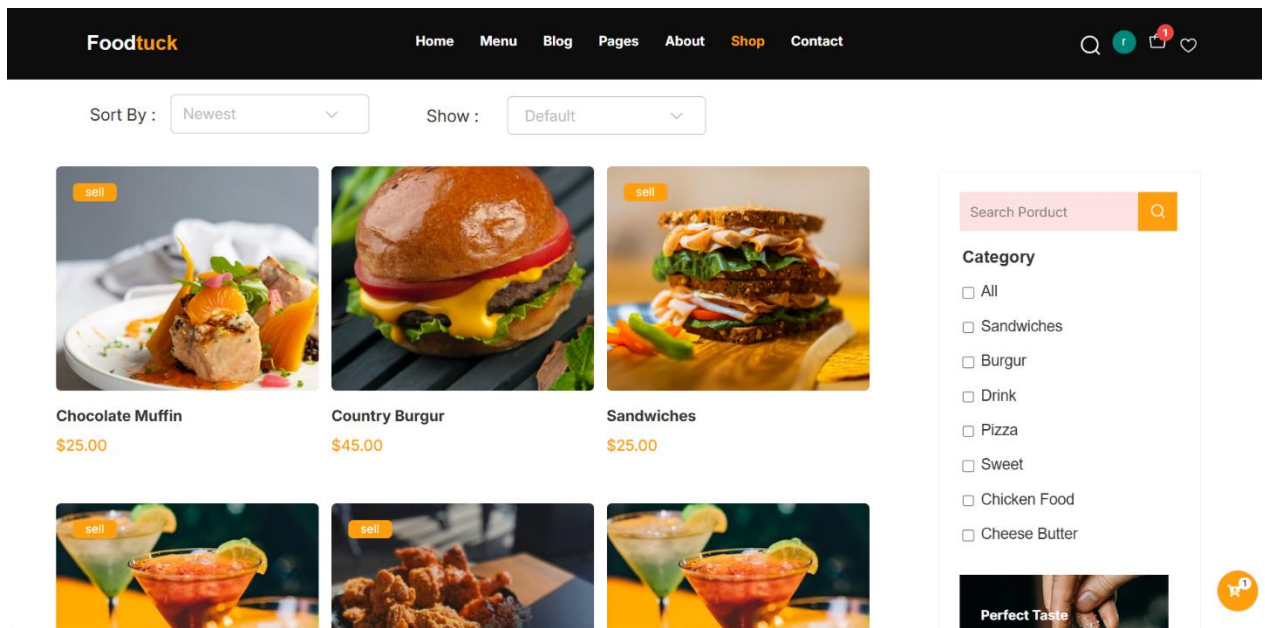 Foodtuck Home Menu Blog Pages About Shop Contact r 1
Sort By : Newest Show : Default
sell sell
Chocolate Muffin Country Burgur Sandwiches
$25.00 $45.00 $25.00
sell sell
Search Porduct
Category
All
Sandwiches
Burgur
Drink
Pizza
Sweet
Chicken Food
Cheese Butter
Perfect Taste
1